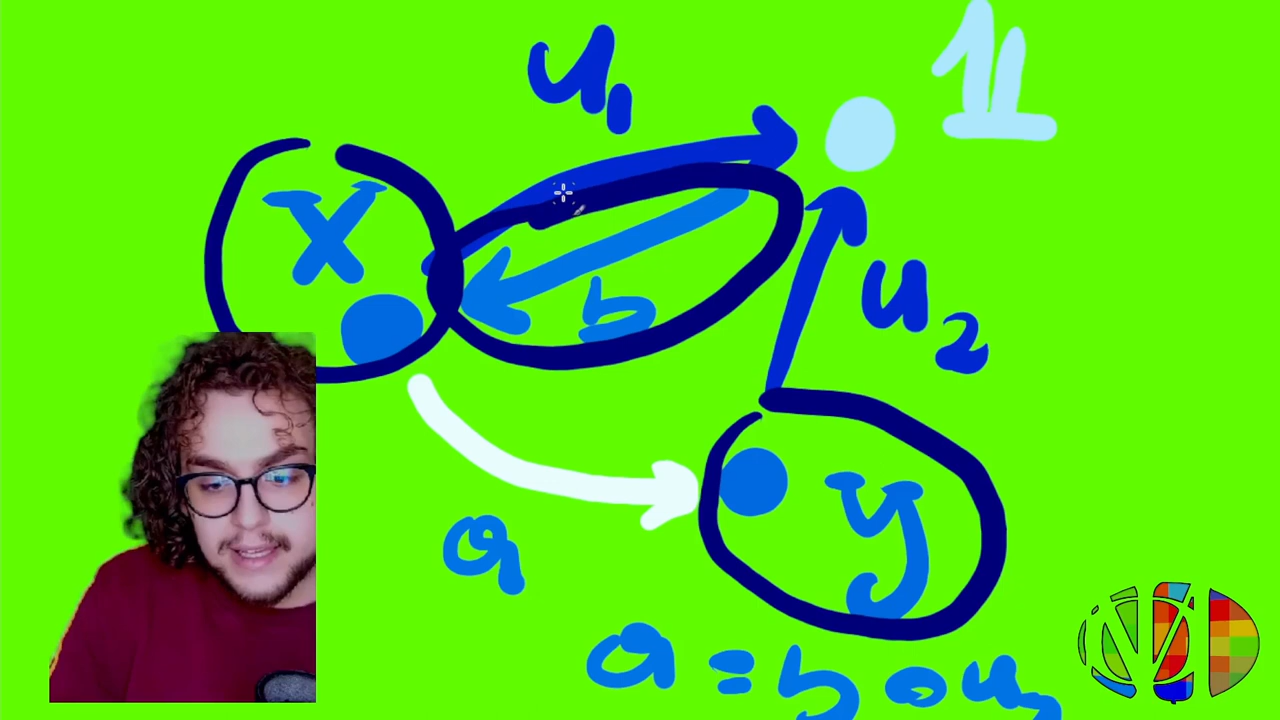 u₁
𝟙
x
b
u₂
a
y
a = b ∘ u₂